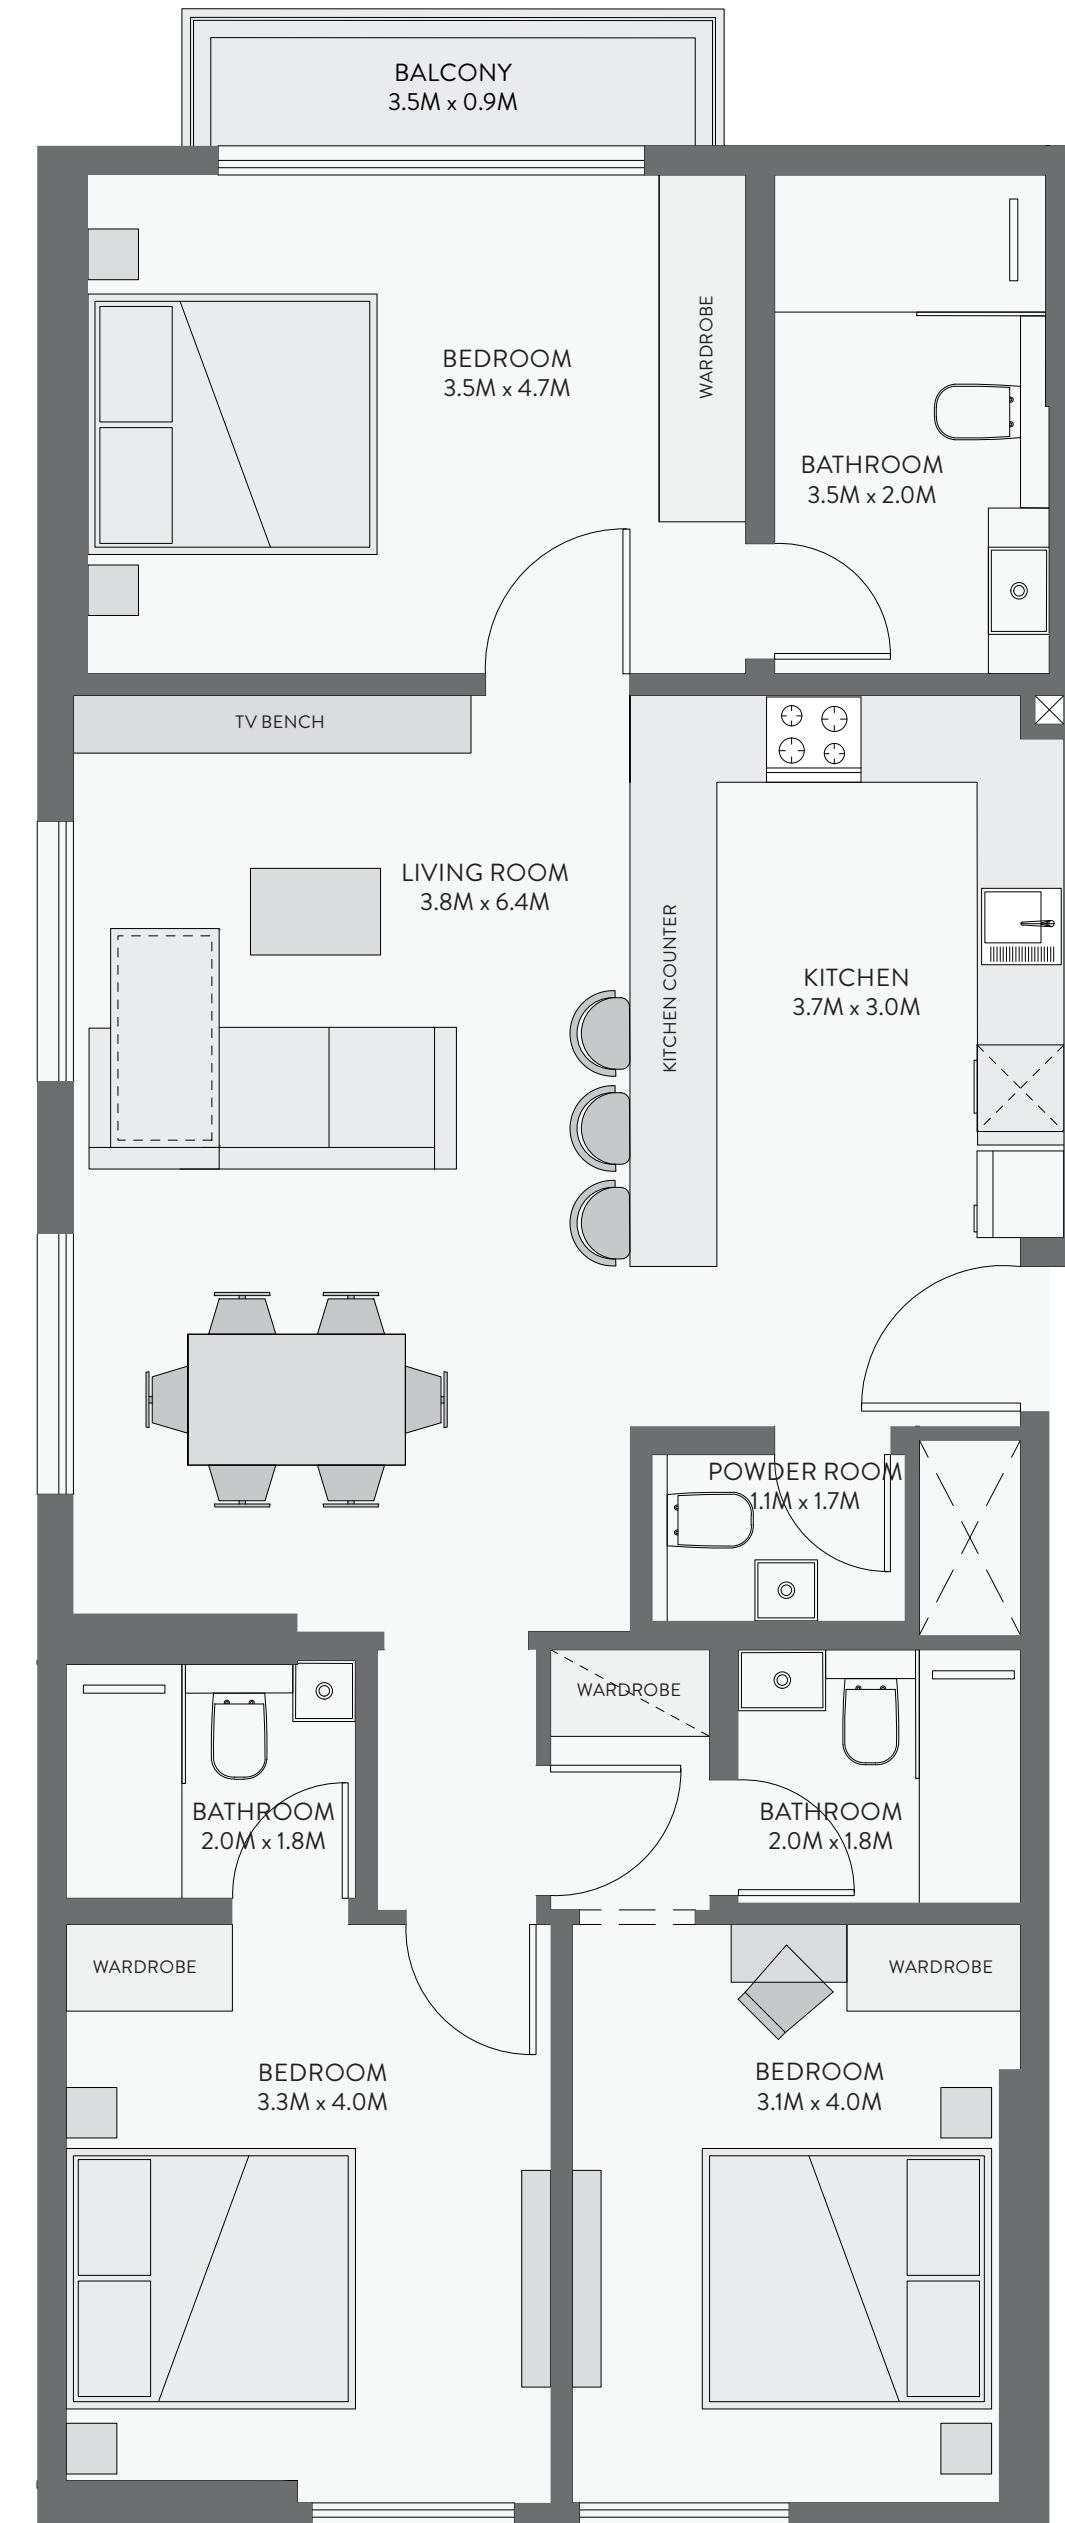 BALCONY
3.5M x 0.9M
BEDROOM
3.5M x 4.7M
WARDROBE
BATHROOM
3.5M x 2.0M
TV BENCH
LIVING ROOM
3.8M x 6.4M
KITCHEN COUNTER
KITCHEN
3.7M x 3.0M
POWDER ROOM
1.1M x 1.7M
WARDROBE
BATHROOM
2.0M x 1.8M
BATHROOM
2.0M x 1.8M
WARDROBE
WARDROBE
BEDROOM
3.3M x 4.0M
BEDROOM
3.1M x 4.0M